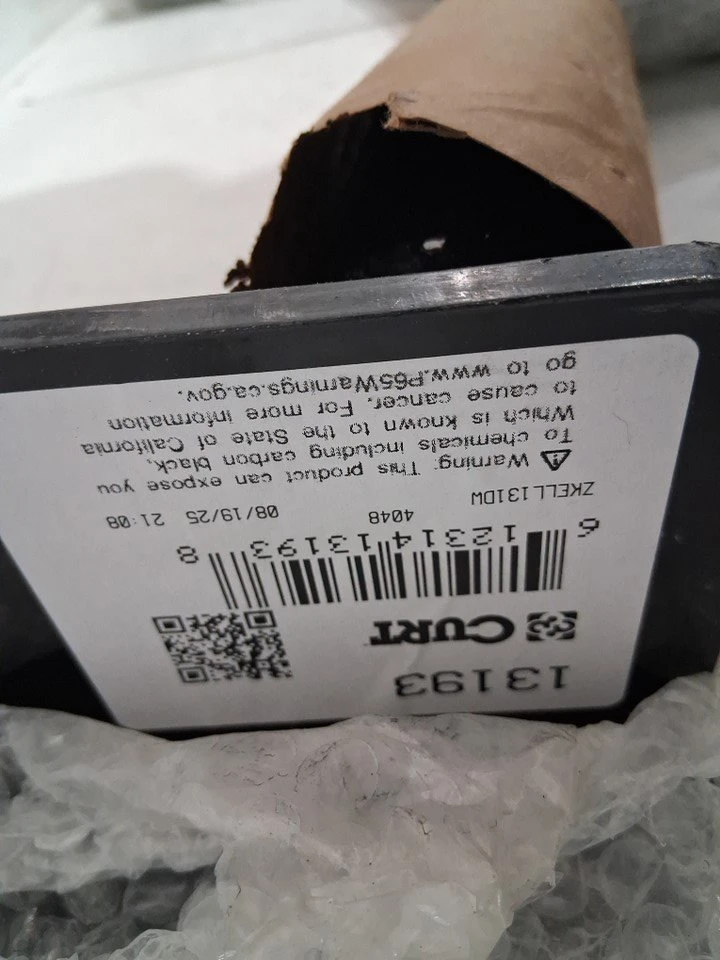 13193
CURT
6 12314 13193 8
4048
ZKELL131DW 08/19/25 21:08
Warning: This product can expose you
To chemicals including carbon black,
Which is known to the State of California
to cause cancer. For more information
go to www.P65Warnings.ca.gov.